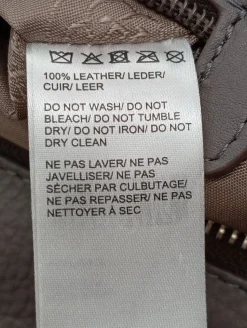 100% LEATHER/ LEDER/
CUIR/ LEER
DO NOT WASH/ DO NOT
BLEACH/ DO NOT TUMBLE
DRY/ DO NOT IRON/ DO NOT
DRY CLEAN
NE PAS LAVER/ NE PAS
JAVELLISER/ NE PAS
SÉCHER PAR CULBUTAGE/
NE PAS REPASSER/ NE PAS
NETTOYER À SEC